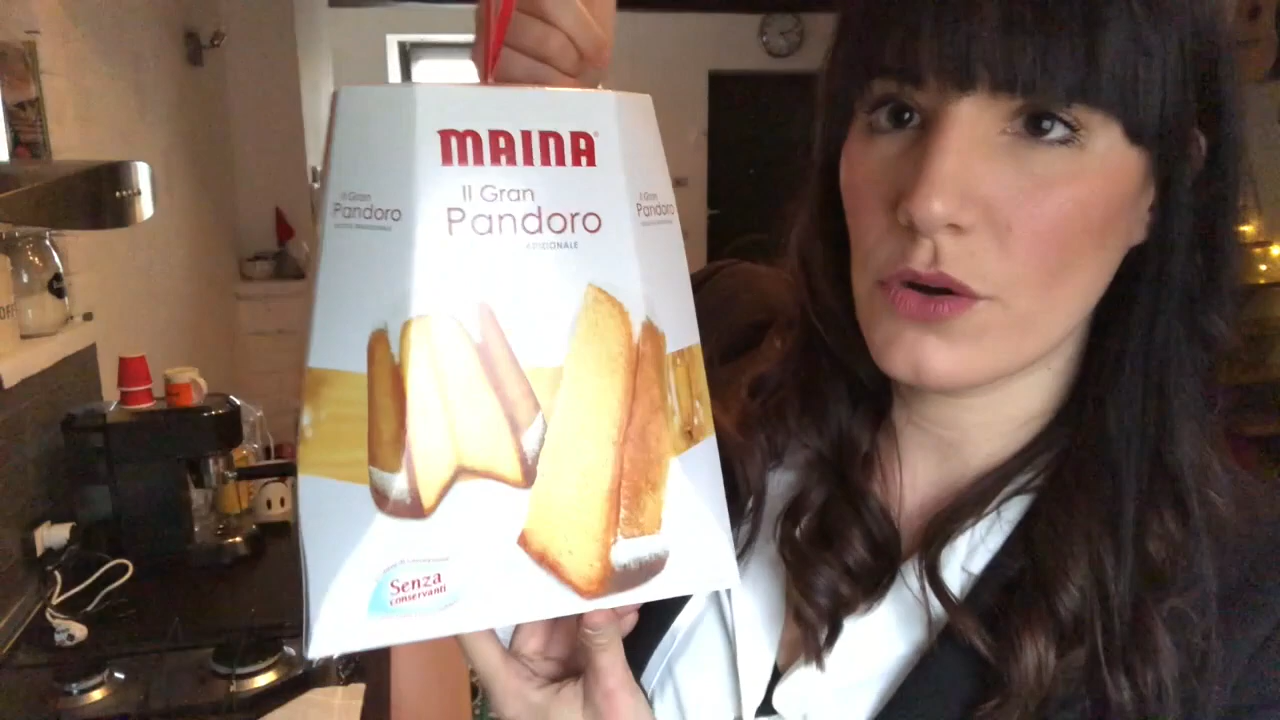 MAINA
Il Gran
Pandoro
Il Gran
Pandoro
Il Gran
Pandoro
Senza
conservanti